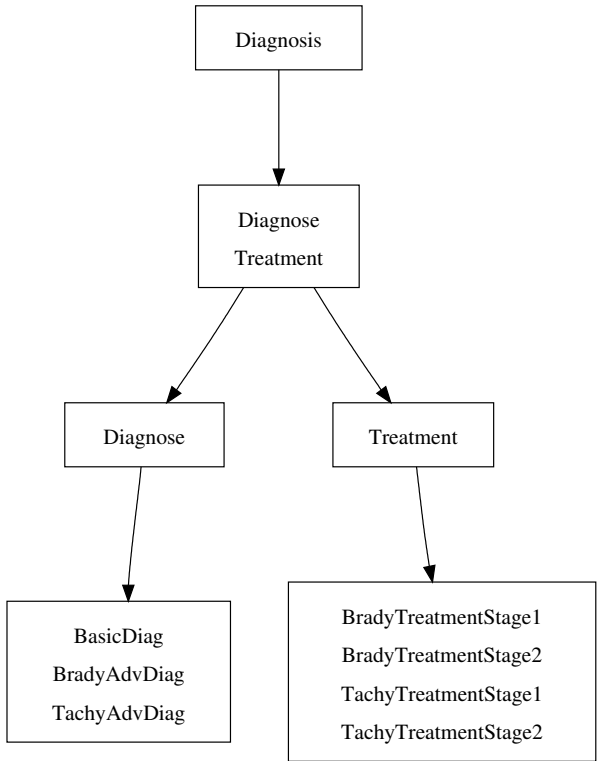 Diagnosis
Diagnose
Treatment
Diagnose
Treatment
BasicDiag
BradyAdvDiag
TachyAdvDiag
BradyTreatmentStage1
BradyTreatmentStage2
TachyTreatmentStage1
TachyTreatmentStage2